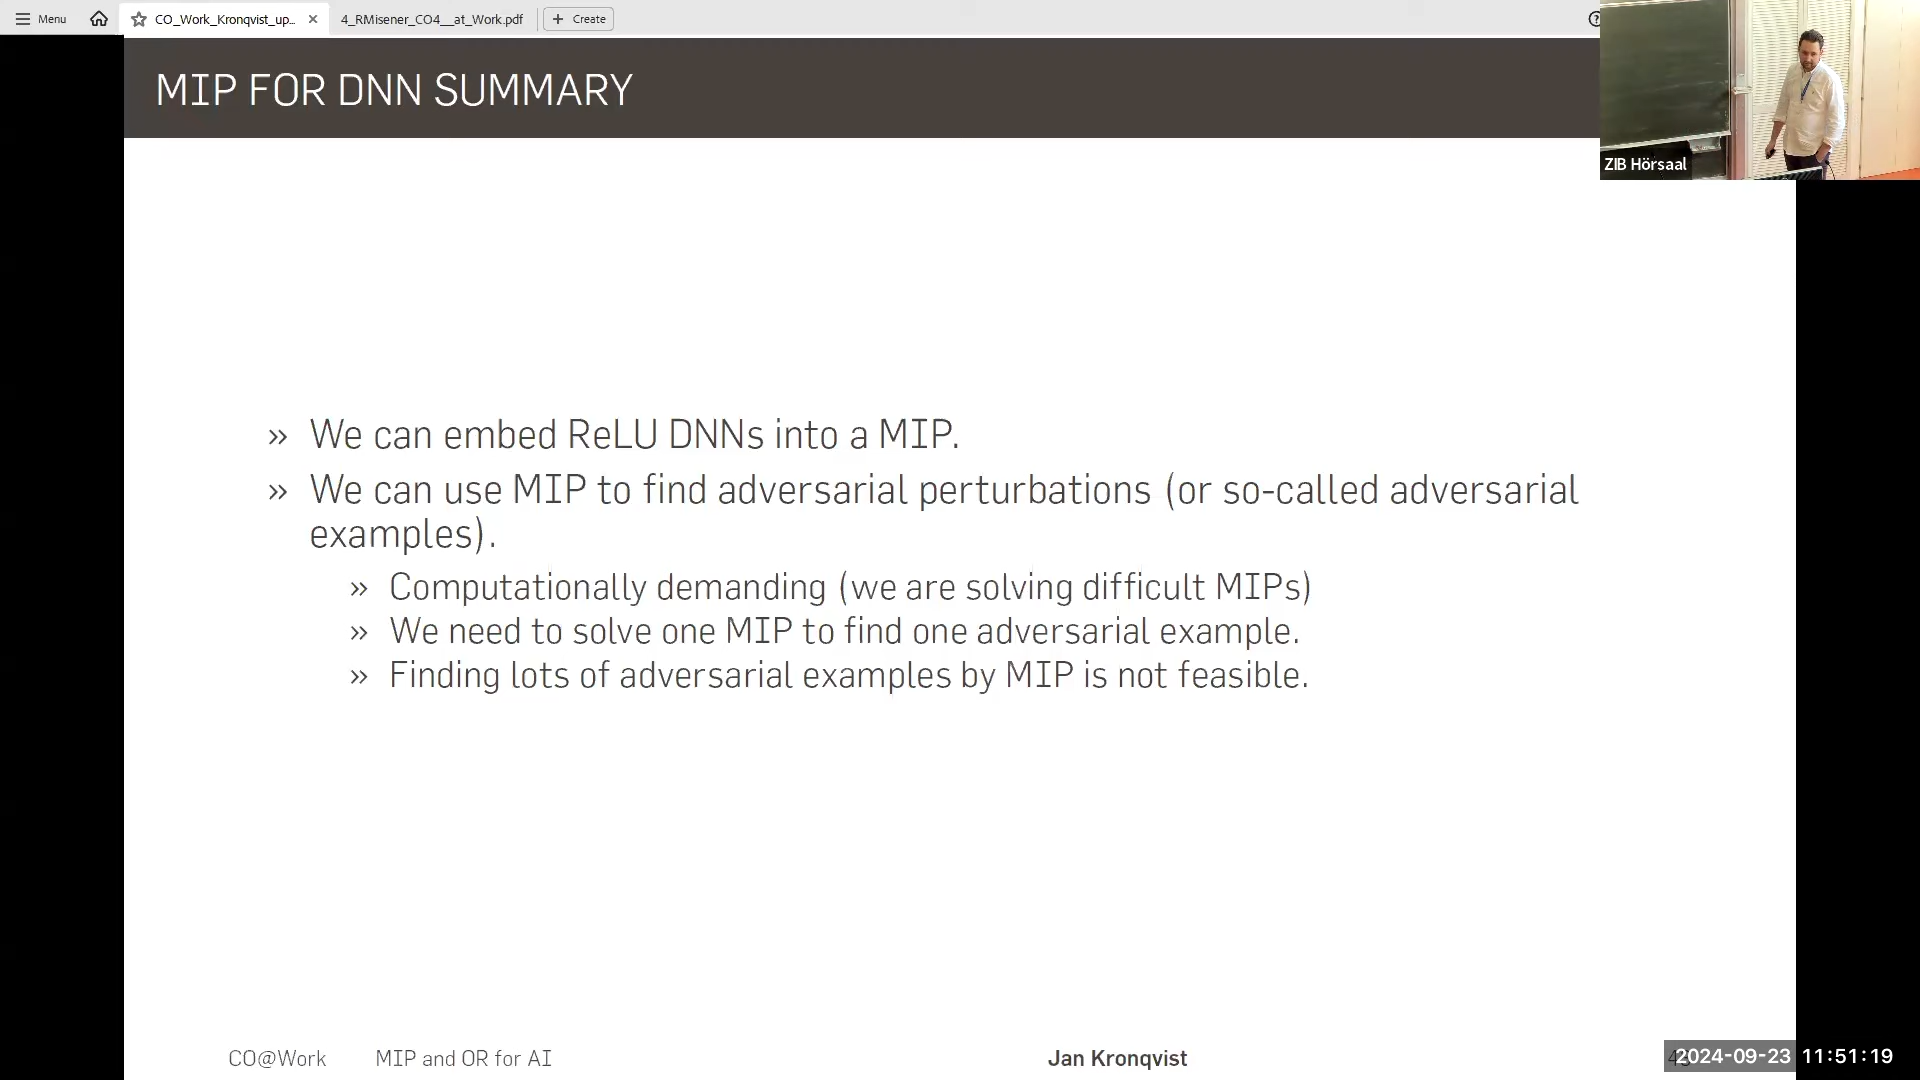 Menu
CO_Work_Kronqvist_up...
4_RMisener_CO4__at_Work.pdf
+ Create
MIP FOR DNN SUMMARY
ZIB Hörsaal
» We can embed ReLU DNNs into a MIP.
» We can use MIP to find adversarial perturbations (or so-called adversarial
examples).
» Computationally demanding (we are solving difficult MIPs)
» We need to solve one MIP to find one adversarial example.
» Finding lots of adversarial examples by MIP is not feasible.
CO@Work MIP and OR for AI Jan Kronqvist
2024-09-23 11:51:19